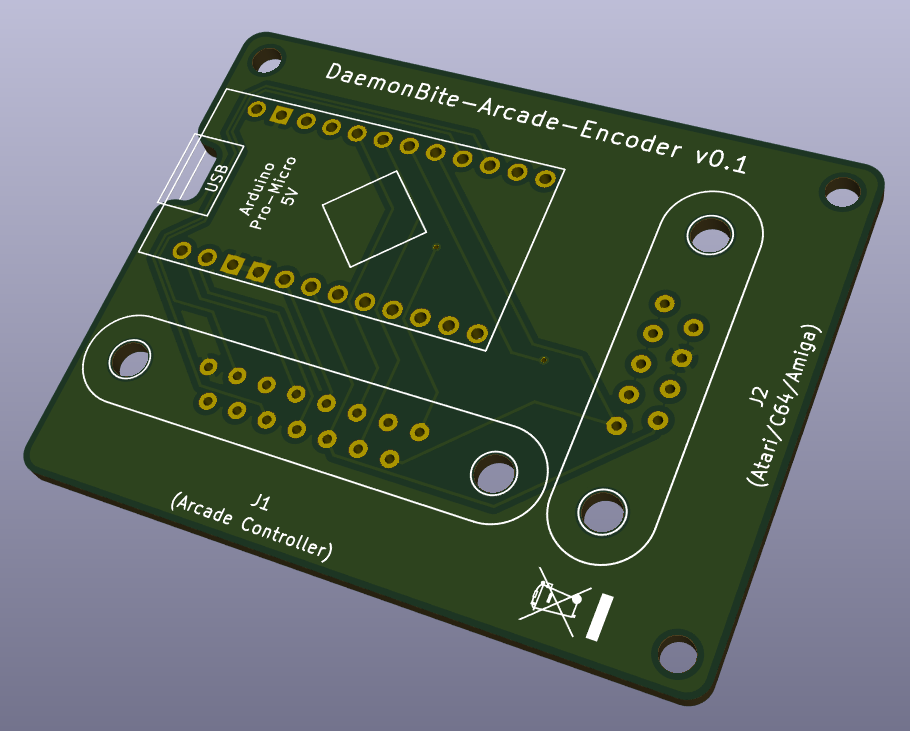 DaemonBite-Arcade-Encoder v0.1
USB
Arduino
Pro-Micro
5V
J2
(Atari/C64/Amiga)
J1
(Arcade Controller)